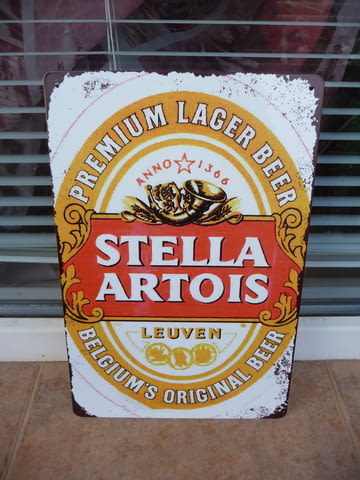 PREMIUM LAGER BEER
ANNO ☆ 1366
STELLA
ARTOIS
LEUVEN
BELGIUM'S ORIGINAL BEER